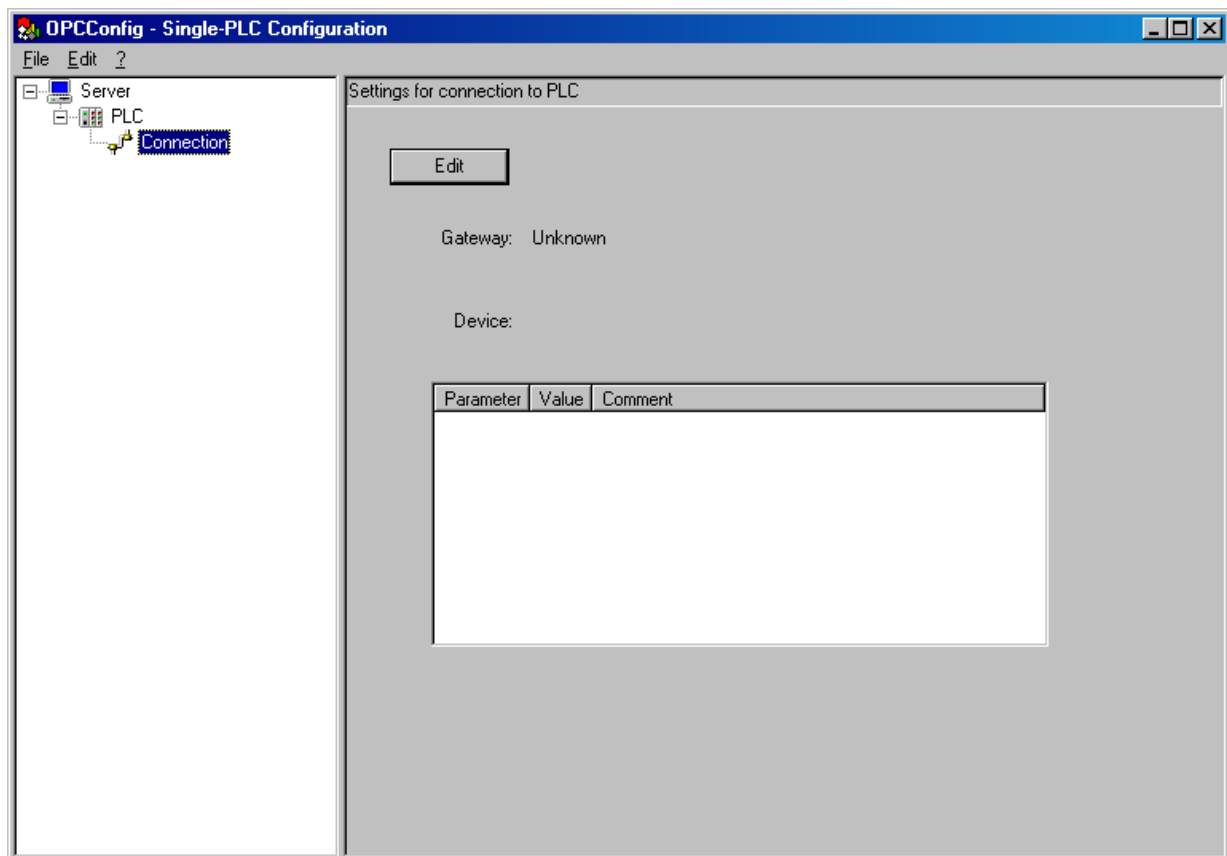 OPCConfig - Single-PLC Configuration
File Edit ?
Server
PLC
Connection
Settings for connection to PLC
Edit
Gateway: Unknown
Device:
Parameter Value Comment